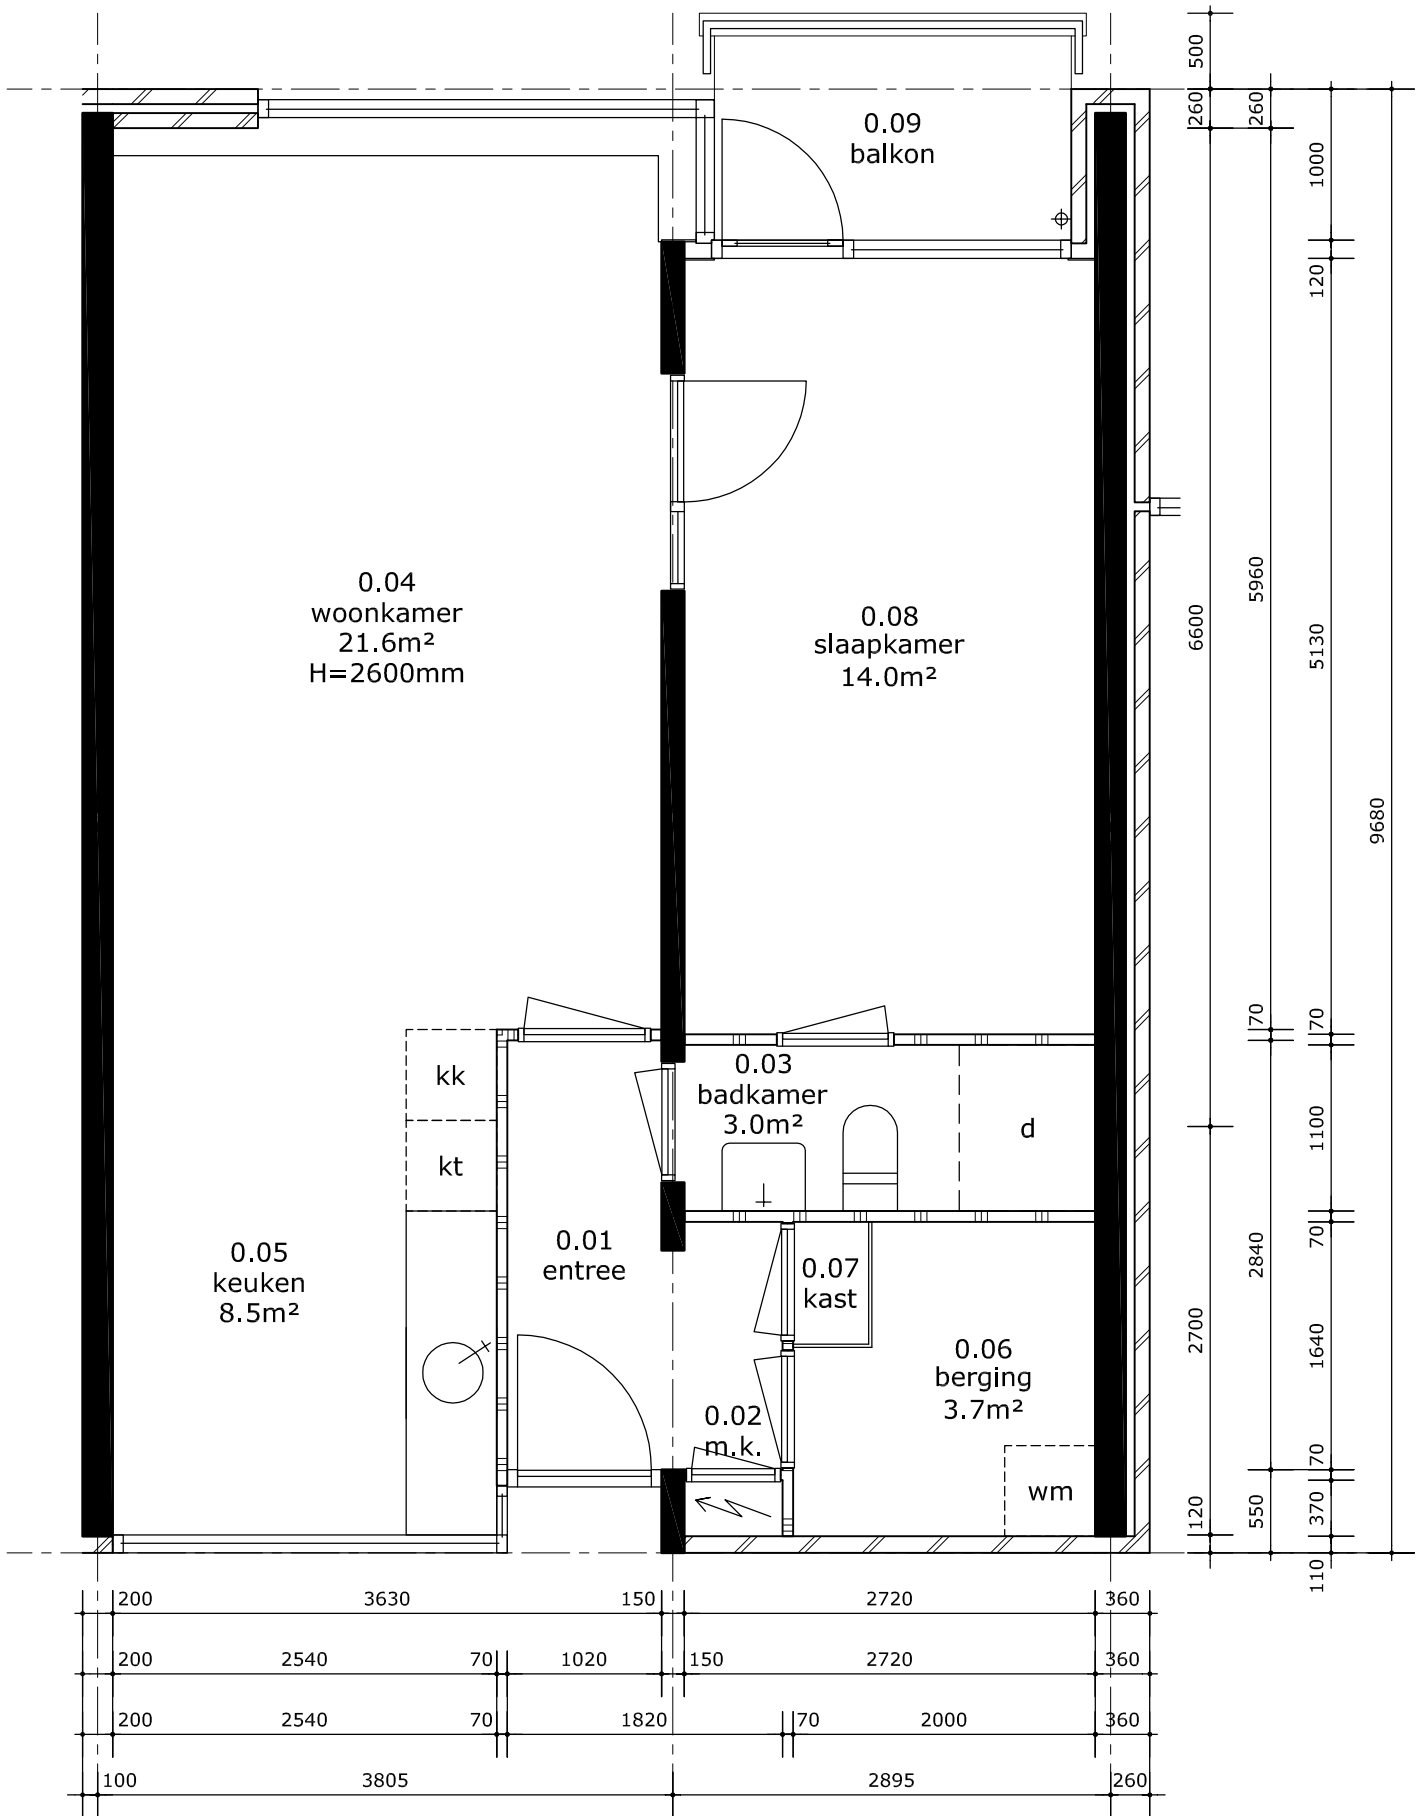 0.09
balkon
0.04
woonkamer
21.6m²
H=2600mm
0.08
slaapkamer
14.0m²
kk
kt
0.03
badkamer
3.0m²
d
0.05
keuken
8.5m²
0.01
entree
0.07
kast
0.06
berging
3.7m²
0.02
m.k.
wm
500
260
6600
2700
120
260
5960
70
2840
550
1000
120
5130
70
1100
70
1640
70
370
110
9680
200 3630 150 2720 360
200 2540 70 1020 150 2720 360
200 2540 70 1820 70 2000 360
100 3805 2895 260